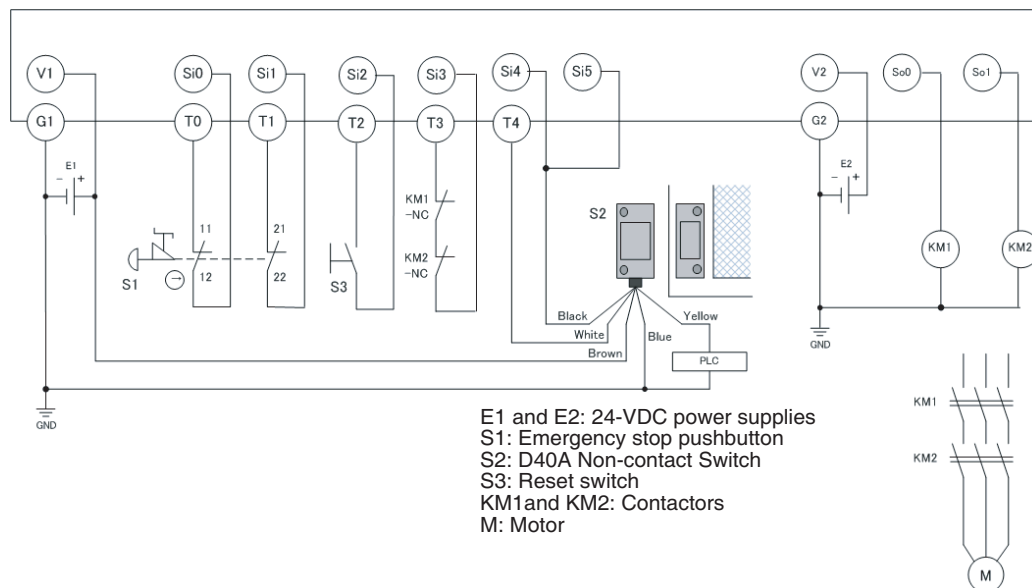 V1 Si0 Si1 Si2 Si3 Si4 Si5 V2 So0 So1
G1 T0 T1 T2 T3 T4 G2
E1
- +
E2
- +
KM1
-NC
KM2
-NC
S1
11
12
21
22
S3
S2
Black
White
Brown
Blue
Yellow
PLC
GND
KM1 KM2
GND
E1 and E2: 24-VDC power supplies
S1: Emergency stop pushbutton
S2: D40A Non-contact Switch
S3: Reset switch
KM1and KM2: Contactors
M: Motor
KM1
KM2
M